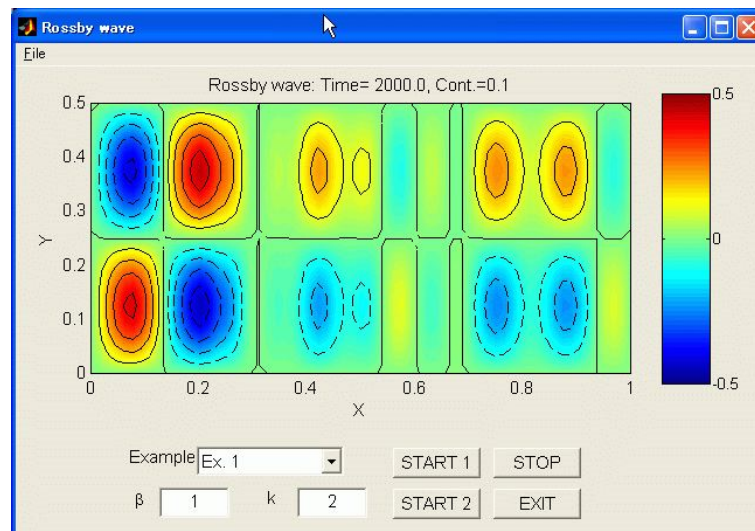 Rossby wave
File
Rossby wave: Time= 2000.0, Cont.=0.1
0.5
0.4
0.3
0.2
0.1
0
Y
0 0.2 0.4 0.6 0.8 1
X
0.5
0
-0.5
Example Ex. 1 START 1 STOP
β 1 k 2 START 2 EXIT